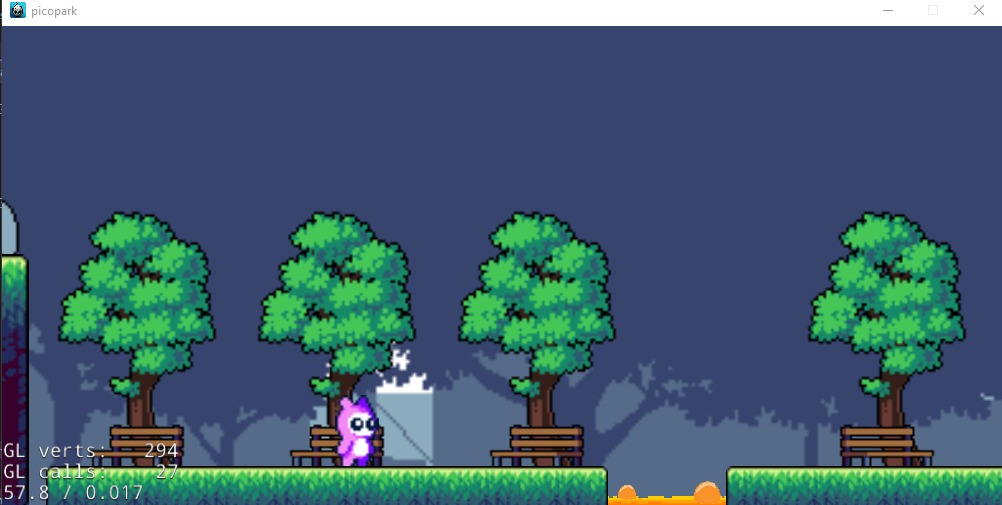 picopark
GL verts: 294
GL calls: 27
57.8 / 0.017